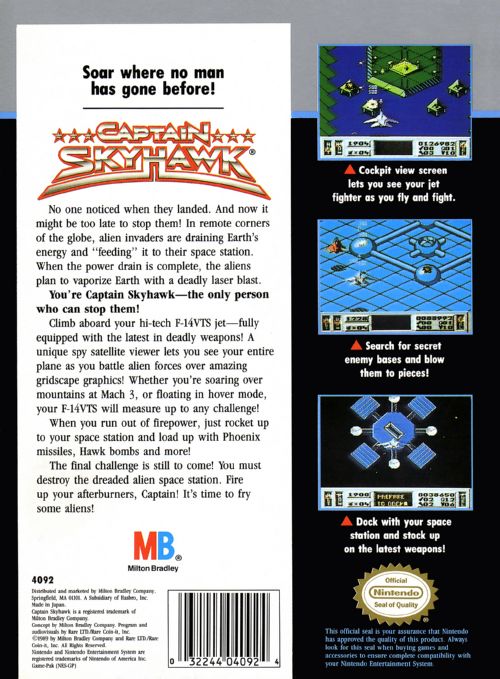 Soar where no man
has gone before!
CAPTAIN
SKYHAWK®
No one noticed when they landed. And now it
might be too late to stop them! In remote corners
of the globe, alien invaders are draining Earth's
energy and "feeding" it to their space station.
When the power drain is complete, the aliens
plan to vaporize Earth with a deadly laser blast.
You're Captain Skyhawk—the only person
who can stop them!
Climb aboard your hi-tech F-14VTS jet—fully
equipped with the latest in deadly weapons! A
unique spy satellite viewer lets you see your entire
plane as you battle alien forces over amazing
gridscape graphics! Whether you're soaring over
mountains at Mach 3, or floating in hover mode,
your F-14VTS will measure up to any challenge!
When you run out of firepower, just rocket up
to your space station and load up with Phoenix
missiles, Hawk bombs and more!
The final challenge is still to come! You must
destroy the dreaded alien space station. Fire
up your afterburners, Captain! It's time to fry
some aliens!
MB®
Milton Bradley
4092
Distributed and marketed by Milton Bradley Company.
Springfield, MA 01101. A Subsidiary of Hasbro, Inc.
Made in Japan.
Captain Skyhawk is a registered trademark of
Milton Bradley Company.
Concept by Milton Bradley Company. Program and
audiovisuals by Rare LTD./Rare Coin-it, Inc.
©1989 by Milton Bradley Company and Rare LTD./Rare
Coin-it, Inc. All Rights Reserved.
Nintendo and Nintendo Entertainment System are
registered trademarks of Nintendo of America Inc.
Game-Pak (NES-GP)
0 32244 04092 4
1904 0126982
×04
Cockpit view screen
lets you see your jet
fighter as you fly and fight.
1228 0008992
×04
Search for secret
enemy bases and blow
them to pieces!
1900 PREPARE 0038650
×04 TO DOCK
Dock with your space
station and stock up
on the latest weapons!
Official
Nintendo
Seal of Quality
This official seal is your assurance that Nintendo
has approved the quality of this product. Always
look for this seal when buying games and
accessories to ensure complete compatibility with
your Nintendo Entertainment System